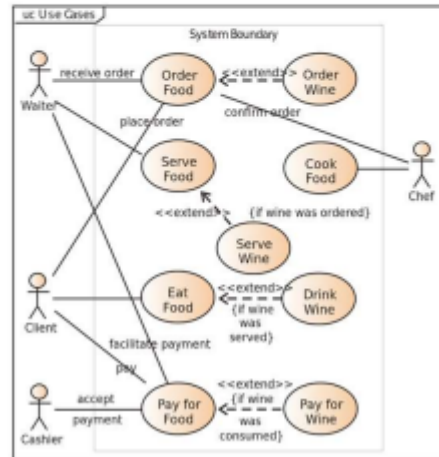 uc Use Cases
System Boundary
receive order
Order
Food
<<extend>>
Order
Wine
Waiter
place order
confirm order
Serve
Food
Cook
Food
Chef
<<extend>>
{if wine was ordered}
Serve
Wine
Eat
Food
<<extend>>
{if wine
was
served}
Drink
Wine
Client
facilitate payment
pay
accept
payment
Pay for
Food
<<extend>>
{if wine
was
consumed}
Pay for
Wine
Cashier